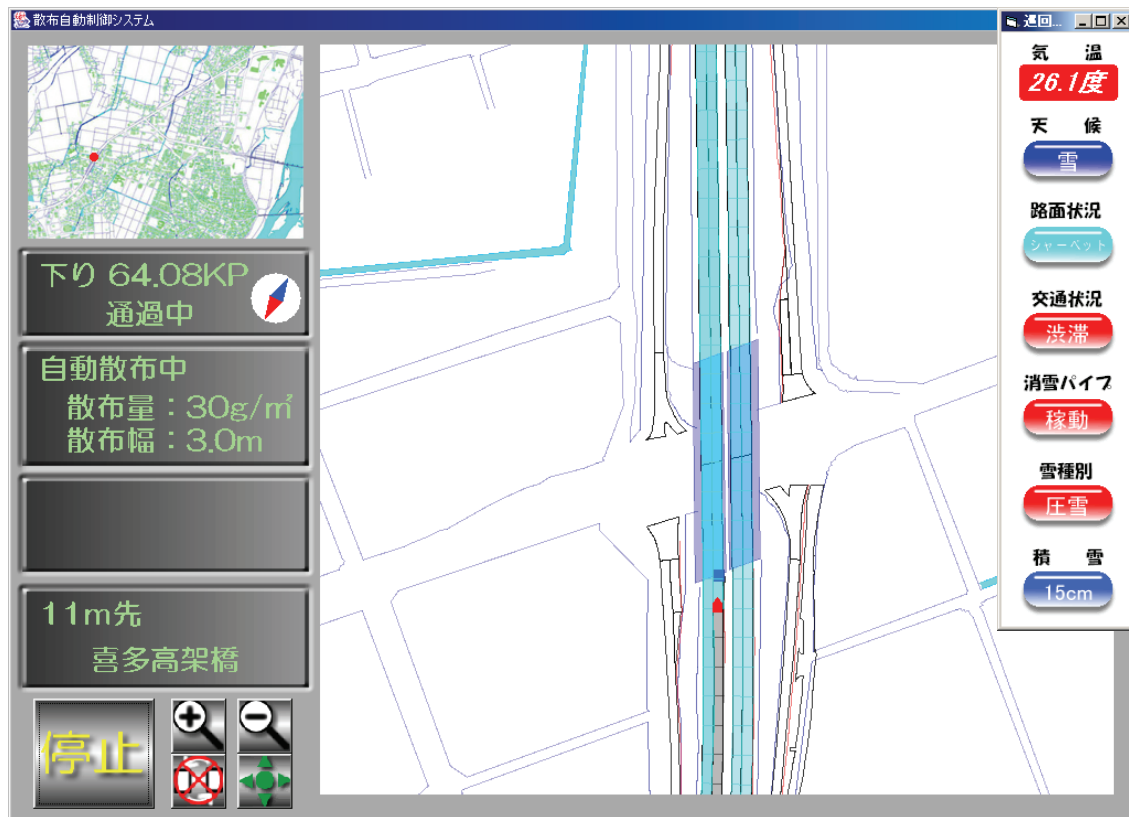 散布自動制御システム
下り 64.08KP
通過中
自動散布中
散布量：30g/㎡
散布幅：3.0m
11m先
喜多高架橋
停止
巡回...
気 温
26.1度
天 候
雪
路面状況
シャーベット
交通状況
渋滞
消雪パイプ
稼動
雪種別
圧雪
積 雪
15cm